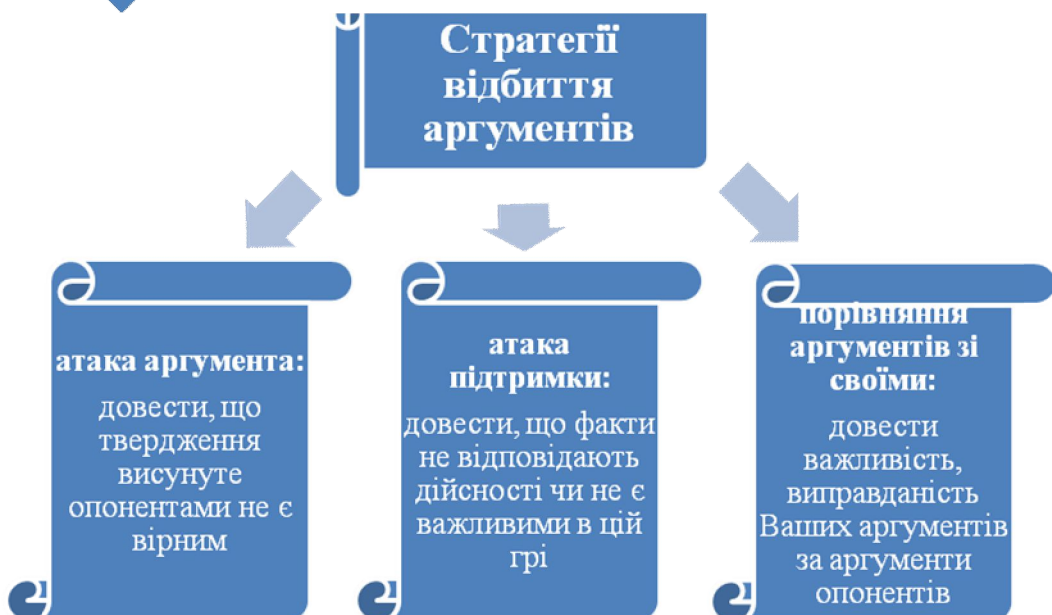 Стратегії
відбиття
аргументів
атака аргумента:
довести, що
твердження
висунуте
опонентами не є
вірним
атака
підтримки:
довести, що факти
не відповідають
дійсності чи не є
важливими в цій
грі
порівняння
аргументів зі
своїми:
довести
важливість,
виправданість
Ваших аргументів
за аргументи
опонентів